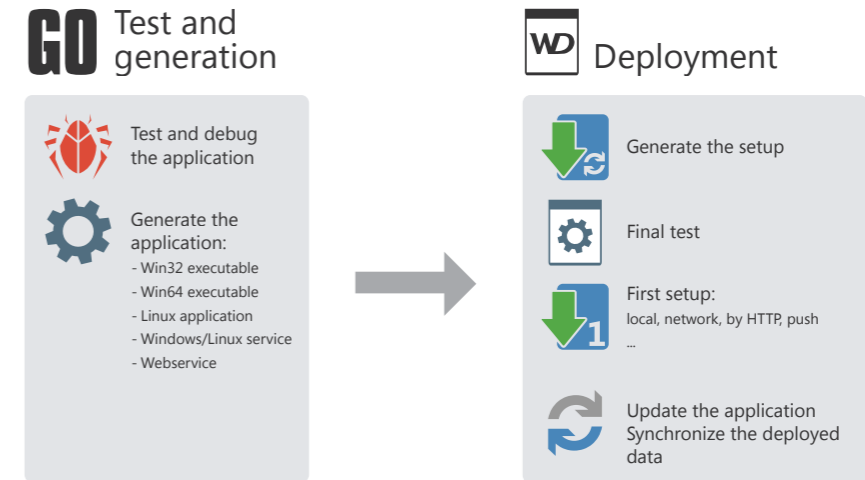 GO Test and
generation
Test and debug
the application
Generate the
application:
- Win32 executable
- Win64 executable
- Linux application
- Windows/Linux service
- Webservice
WD Deployment
Generate the setup
Final test
First setup:
local, network, by HTTP, push
...
1
Update the application
Synchronize the deployed
data